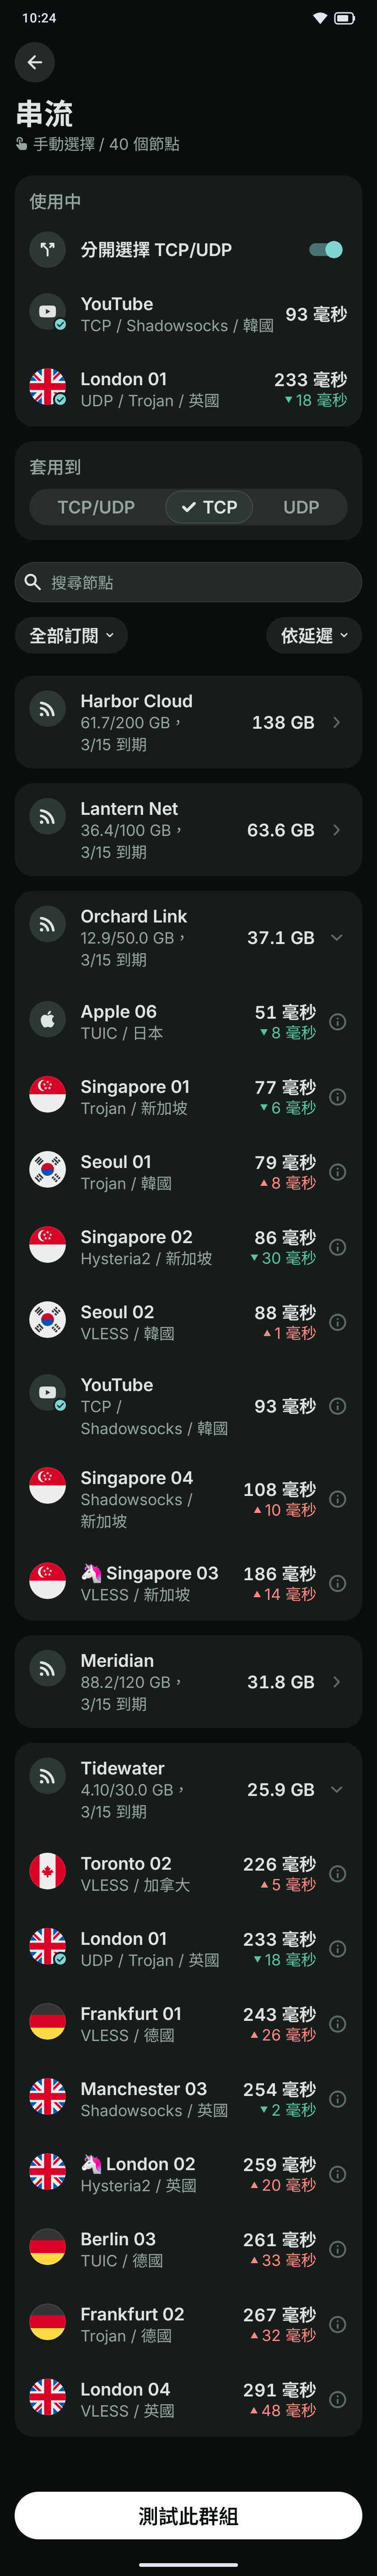 10:24
串流
手動選擇 / 40 個節點
使用中
分開選擇 TCP/UDP
YouTube
93 毫秒
TCP / Shadowsocks / 韓國
London 01
233 毫秒
UDP / Trojan / 英國
▼18 毫秒
套用到
TCP/UDP
TCP
UDP
搜尋節點
全部訂閱
依延遲
Harbor Cloud
61.7/200 GB，
3/15 到期
138 GB
Lantern Net
36.4/100 GB，
3/15 到期
63.6 GB
Orchard Link
12.9/50.0 GB，
3/15 到期
37.1 GB
Apple 06
51 毫秒
TUIC / 日本
▼8 毫秒
Singapore 01
77 毫秒
Trojan / 新加坡
▼6 毫秒
Seoul 01
79 毫秒
Trojan / 韓國
▲8 毫秒
Singapore 02
86 毫秒
Hysteria2 / 新加坡
▼30 毫秒
Seoul 02
88 毫秒
VLESS / 韓國
▲1 毫秒
YouTube
TCP /
Shadowsocks / 韓國
93 毫秒
Singapore 04
Shadowsocks /
新加坡
108 毫秒
▲10 毫秒
🦄 Singapore 03
186 毫秒
VLESS / 新加坡
▲14 毫秒
Meridian
88.2/120 GB，
3/15 到期
31.8 GB
Tidewater
4.10/30.0 GB，
3/15 到期
25.9 GB
Toronto 02
226 毫秒
VLESS / 加拿大
▲5 毫秒
London 01
233 毫秒
UDP / Trojan / 英國
▼18 毫秒
Frankfurt 01
243 毫秒
VLESS / 德國
▲26 毫秒
Manchester 03
254 毫秒
Shadowsocks / 英國
▼2 毫秒
🦄 London 02
259 毫秒
Hysteria2 / 英國
▲20 毫秒
Berlin 03
261 毫秒
TUIC / 德國
▲33 毫秒
Frankfurt 02
267 毫秒
Trojan / 德國
▲32 毫秒
London 04
291 毫秒
VLESS / 英國
▲48 毫秒
測試此群組